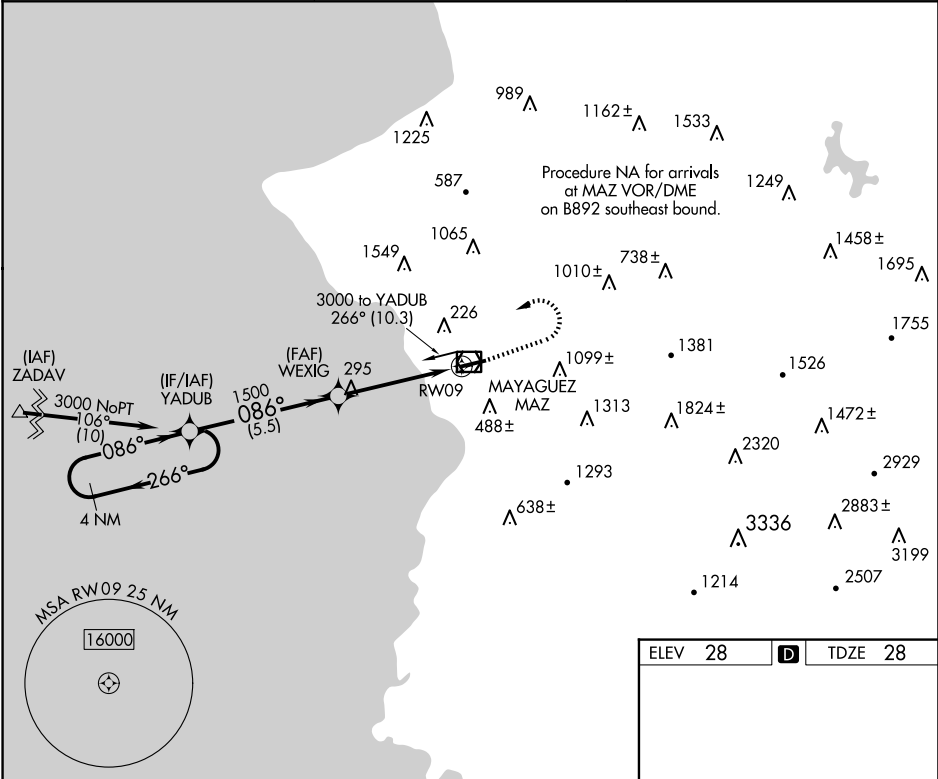 989
1162±
1533
1225
Procedure NA for arrivals
at MAZ VOR/DME
on B892 southeast bound.
587
1249
1065
1458±
1549
738±
1695
1010±
3000 to YADUB
266° (10.3)
226
1755
1381
(IAF)
ZADAV
(IF/IAF)
YADUB
(FAF)
WEXIG
295
1099±
1526
RW09
MAYAGUEZ
MAZ
3000 NoPT
106°
(10)
1500
086°
(5.5)
086°
266°
4 NM
488±
1313
1824±
1472±
2320
2929
1293
638±
3336
2883±
3199
1214
2507
MSA RW09 25 NM
16000
ELEV 28 D TDZE 28